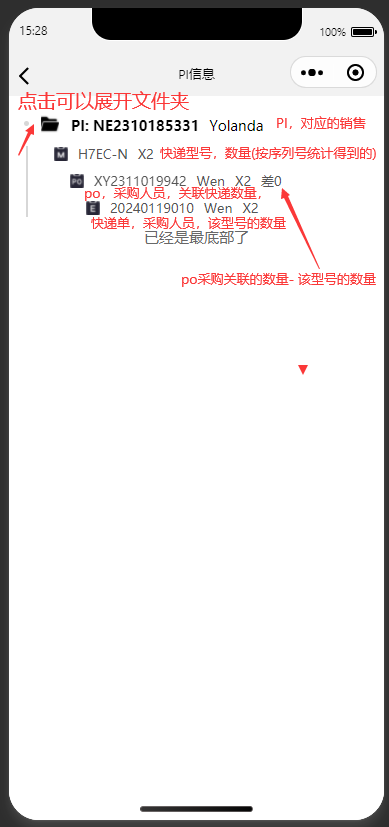 15:28
100%
PI信息
点击可以展开文件夹
PI: NE2310185331 Yolanda PI，对应的销售
M H7EC-N X2 快递型号，数量(按序列号统计得到的)
PO XY2311019942 Wen X2 差0
po，采购人员，关联快递数量，
E 20240119010 Wen X2
快递单，采购人员，该型号的数量
已经是最底部了
po采购关联的数量- 该型号的数量